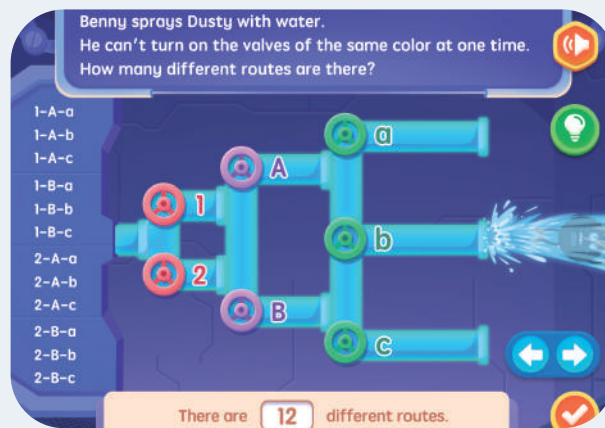 Benny sprays Dusty with water.
He can't turn on the valves of the same color at one time.
How many different routes are there?
1-A-a
1-A-b
1-A-c
1-B-a
1-B-b
1-B-c
2-A-a
2-A-b
2-A-c
2-B-a
2-B-b
2-B-c
1
2
A
B
a
b
c
There are 12 different routes.